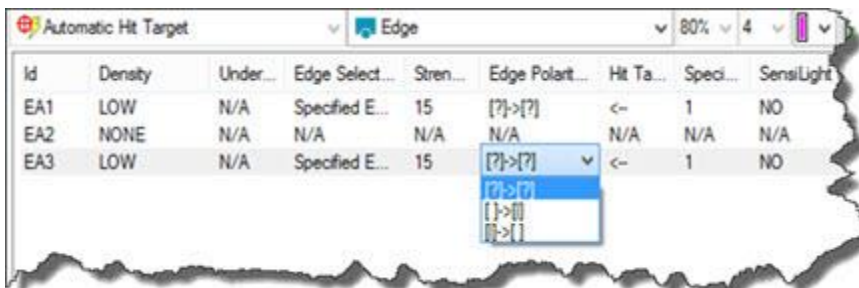 Automatic Hit Target Edge 80% 4
Id Density Under... Edge Select... Stren... Edge Polarit... Hit Ta... Speci... SensiLight
EA1 LOW N/A Specified E... 15 [?]->[?] <-- 1 NO
EA2 NONE N/A N/A N/A N/A N/A N/A N/A
EA3 LOW N/A Specified E... 15 [?]->[?] <-- 1 NO
[?]->[?]
[ ]->[|]
[|]->[ ]